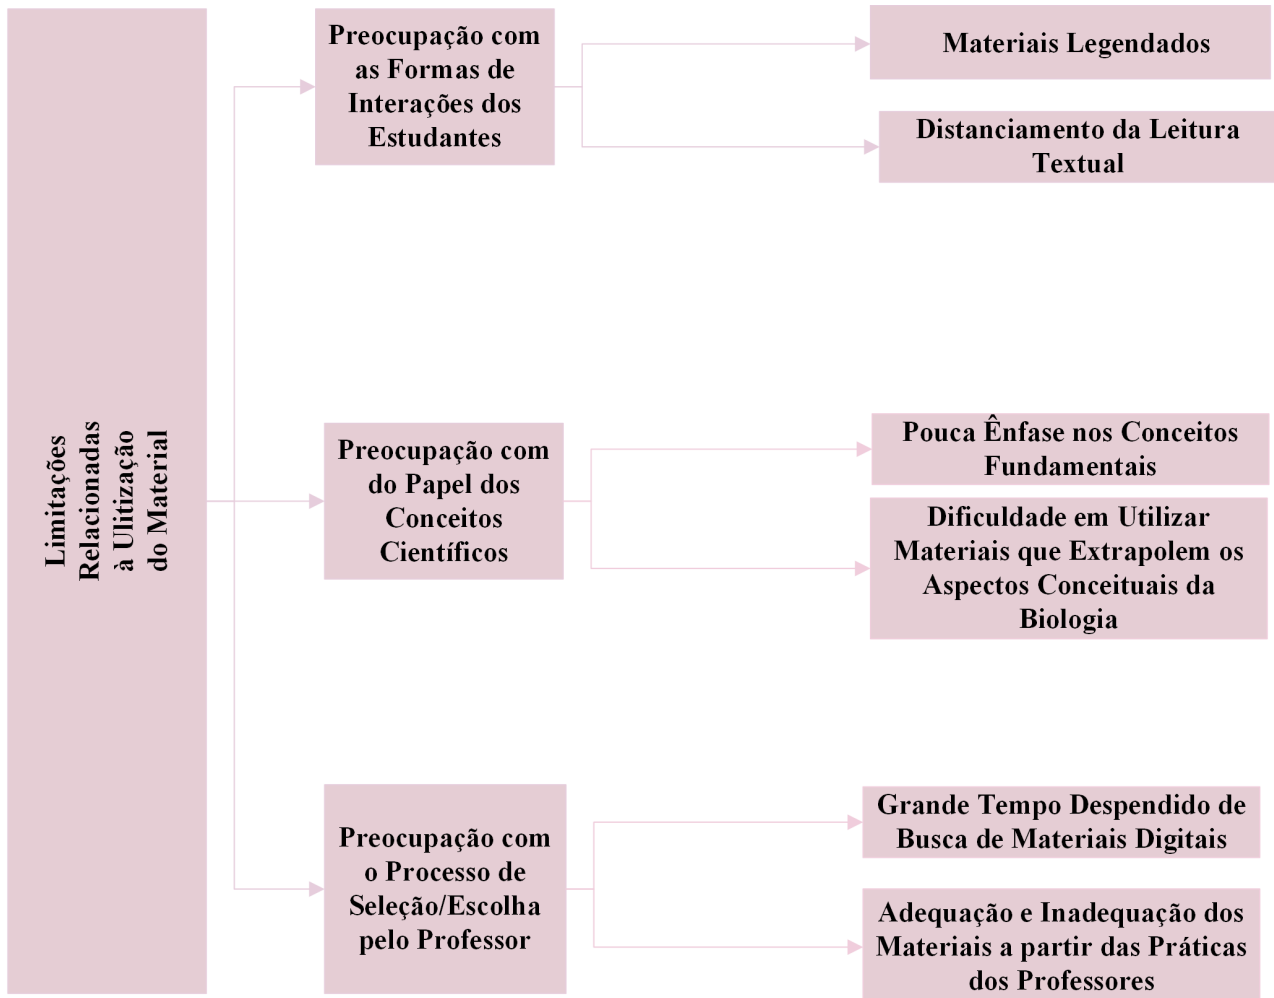 Limitações
Relacionadas
à Ulitização
do Material
Preocupação com
as Formas de
Interações dos
Estudantes
Materiais Legendados
Distanciamento da Leitura
Textual
Preocupação com
do Papel dos
Conceitos
Científicos
Pouca Ênfase nos Conceitos
Fundamentais
Dificuldade em Utilizar
Materiais que Extrapolem os
Aspectos Conceituais da
Biologia
Preocupação com
o Processo de
Seleção/Escolha
pelo Professor
Grande Tempo Despendido de
Busca de Materiais Digitais
Adequação e Inadequação dos
Materiais a partir das Práticas
dos Professores